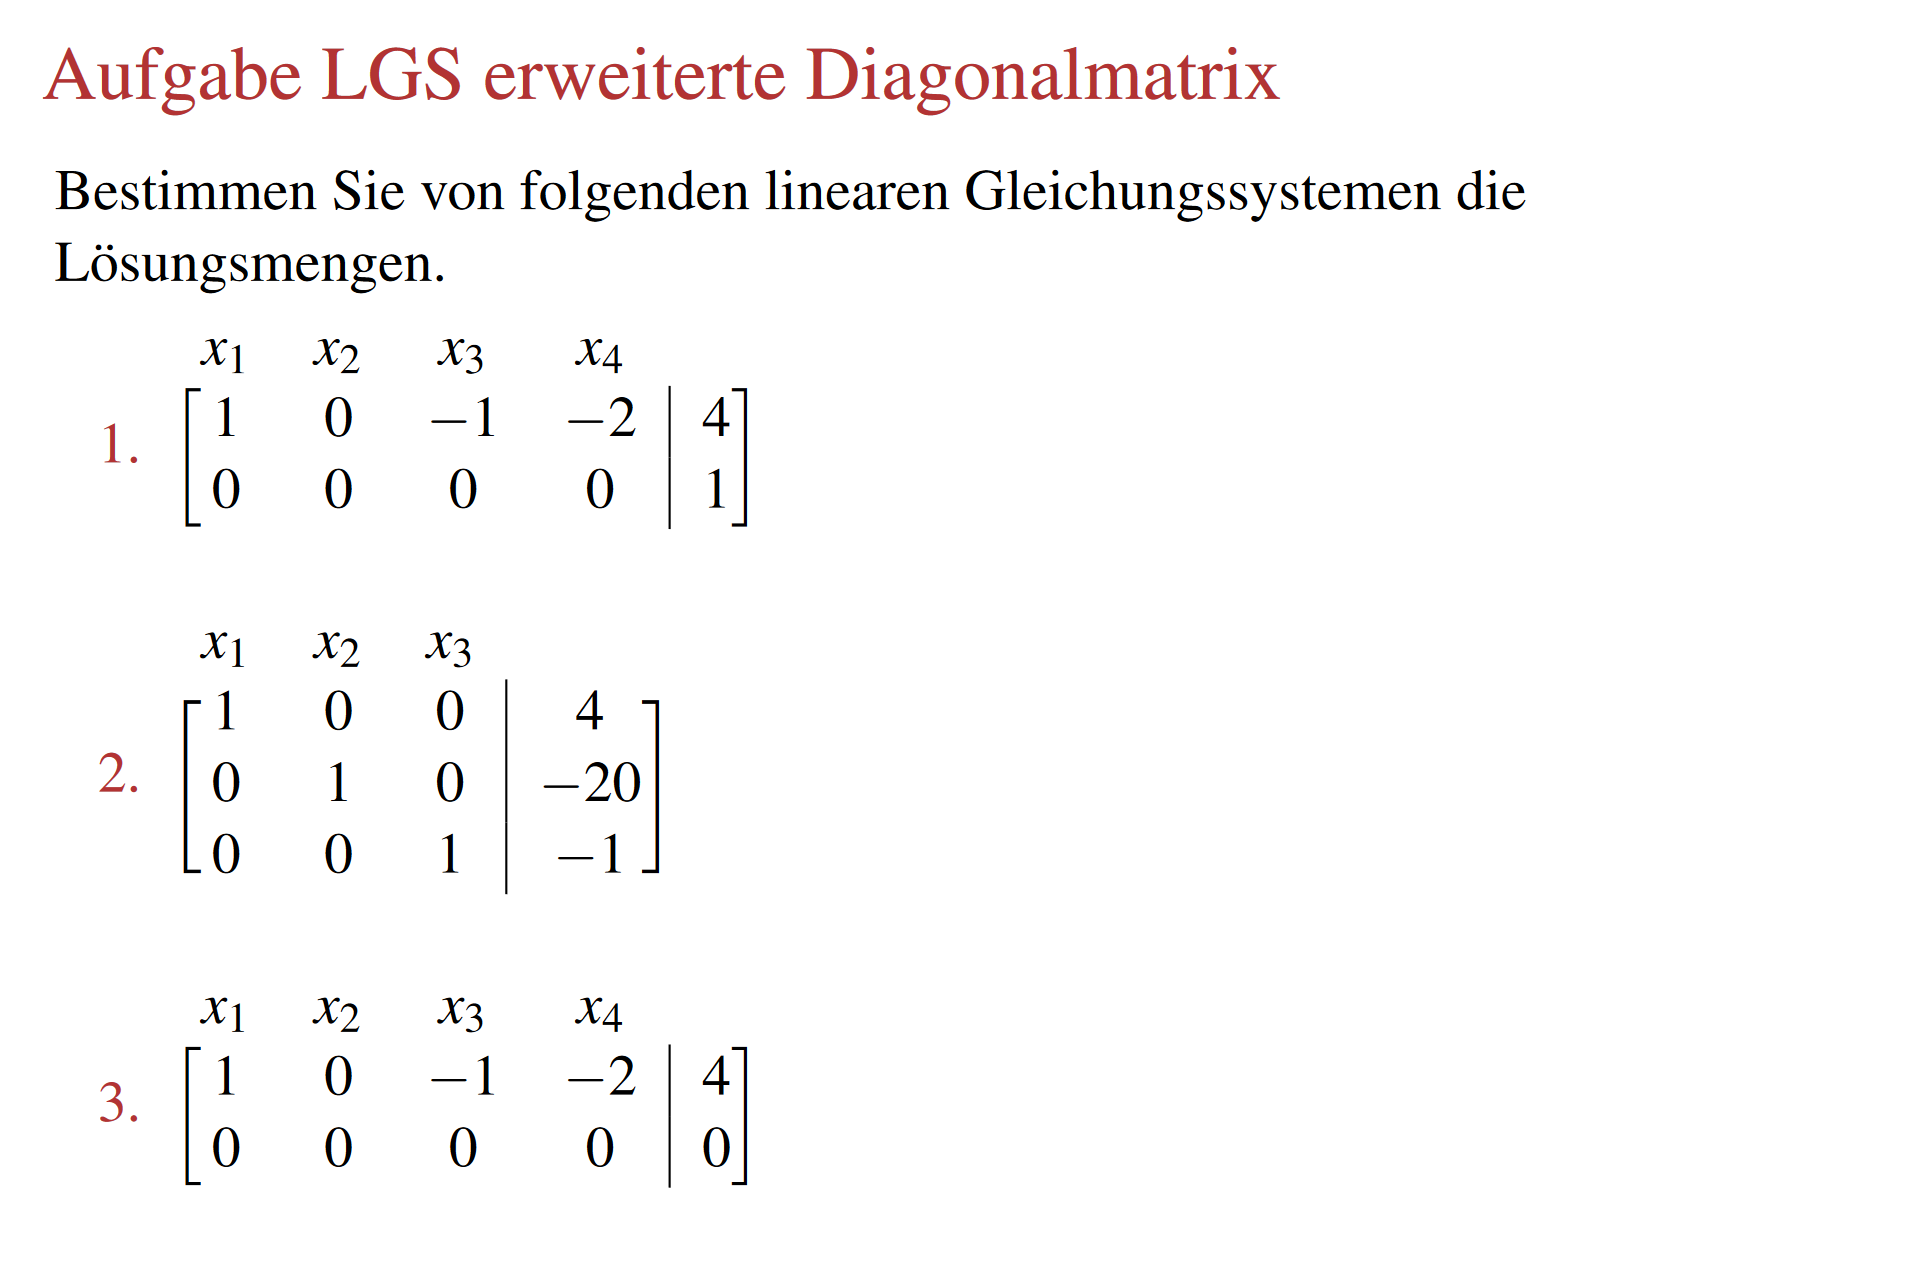 Aufgabe LGS erweiterte Diagonalmatrix
Bestimmen Sie von folgenden linearen Gleichungssystemen die
Lösungsmengen.
x1 x2 x3 x4
1. [ 1 0 −1 −2 | 4 ]
[ 0 0 0 0 | 1 ]
x1 x2 x3
[ 1 0 0 | 4 ]
2. [ 0 1 0 | −20 ]
[ 0 0 1 | −1 ]
x1 x2 x3 x4
3. [ 1 0 −1 −2 | 4 ]
[ 0 0 0 0 | 0 ]